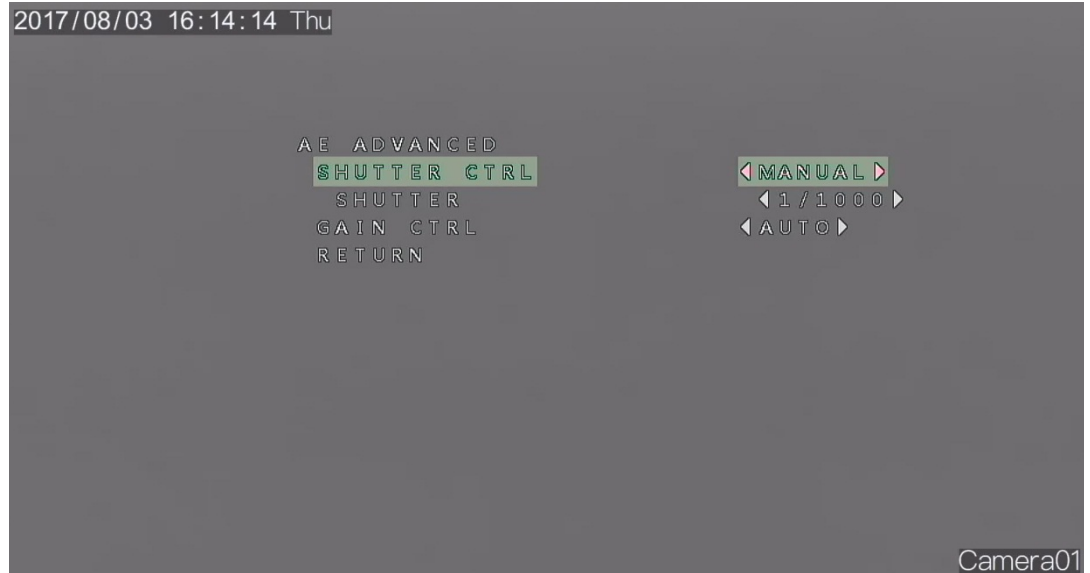 2017/08/03 16:14:14 Thu
AE ADVANCED
SHUTTER CTRL ◁MANUAL▷
SHUTTER ◁1/1000▷
GAIN CTRL ◁AUTO▷
RETURN
Camera01